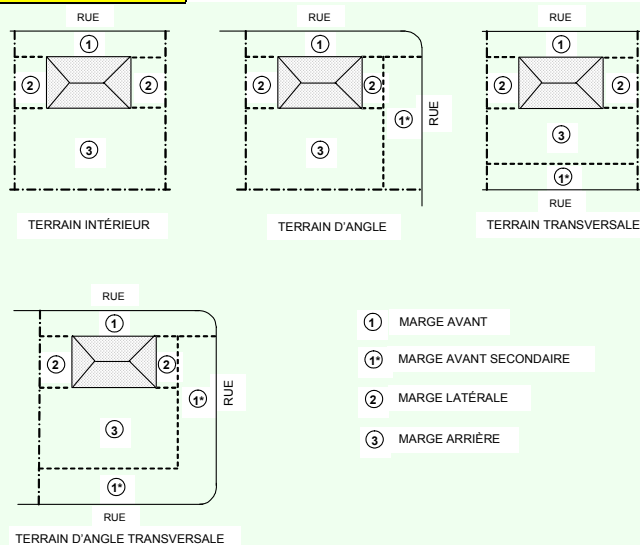 RUE
1
2
2
3
TERRAIN INTÉRIEUR
RUE
1
2
2
1*
RUE
3
TERRAIN D'ANGLE
RUE
1
2
2
3
1*
RUE
TERRAIN TRANSVERSALE
RUE
1
2
2
1*
RUE
3
1*
RUE
TERRAIN D'ANGLE TRANSVERSALE
1 MARGE AVANT
1* MARGE AVANT SECONDAIRE
2 MARGE LATÉRALE
3 MARGE ARRIÈRE